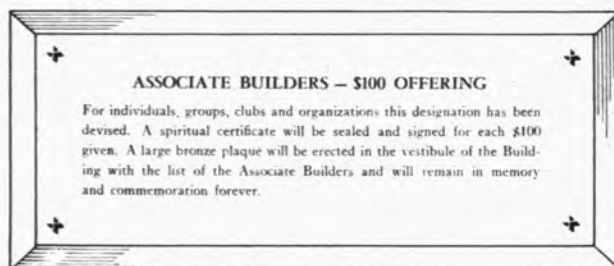 ASSOCIATE BUILDERS – $100 OFFERING
For individuals, groups, clubs and organizations this designation has been
devised. A spiritual certificate will be sealed and signed for each $100
given. A large bronze plaque will be erected in the vestibule of the Build-
ing with the list of the Associate Builders and will remain in memory
and commemoration forever.